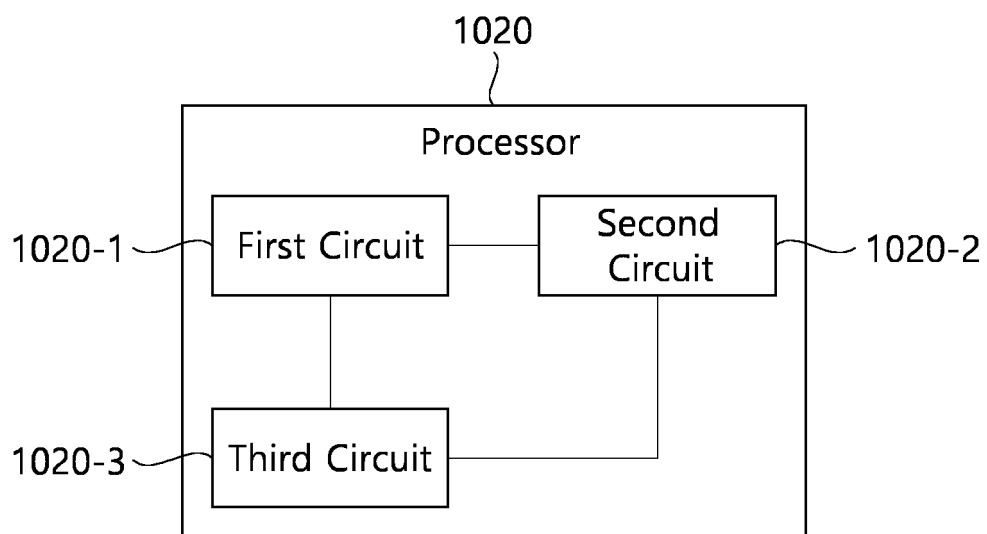 1020
Processor
1020-1
First Circuit
Second
Circuit
1020-2
1020-3
Third Circuit